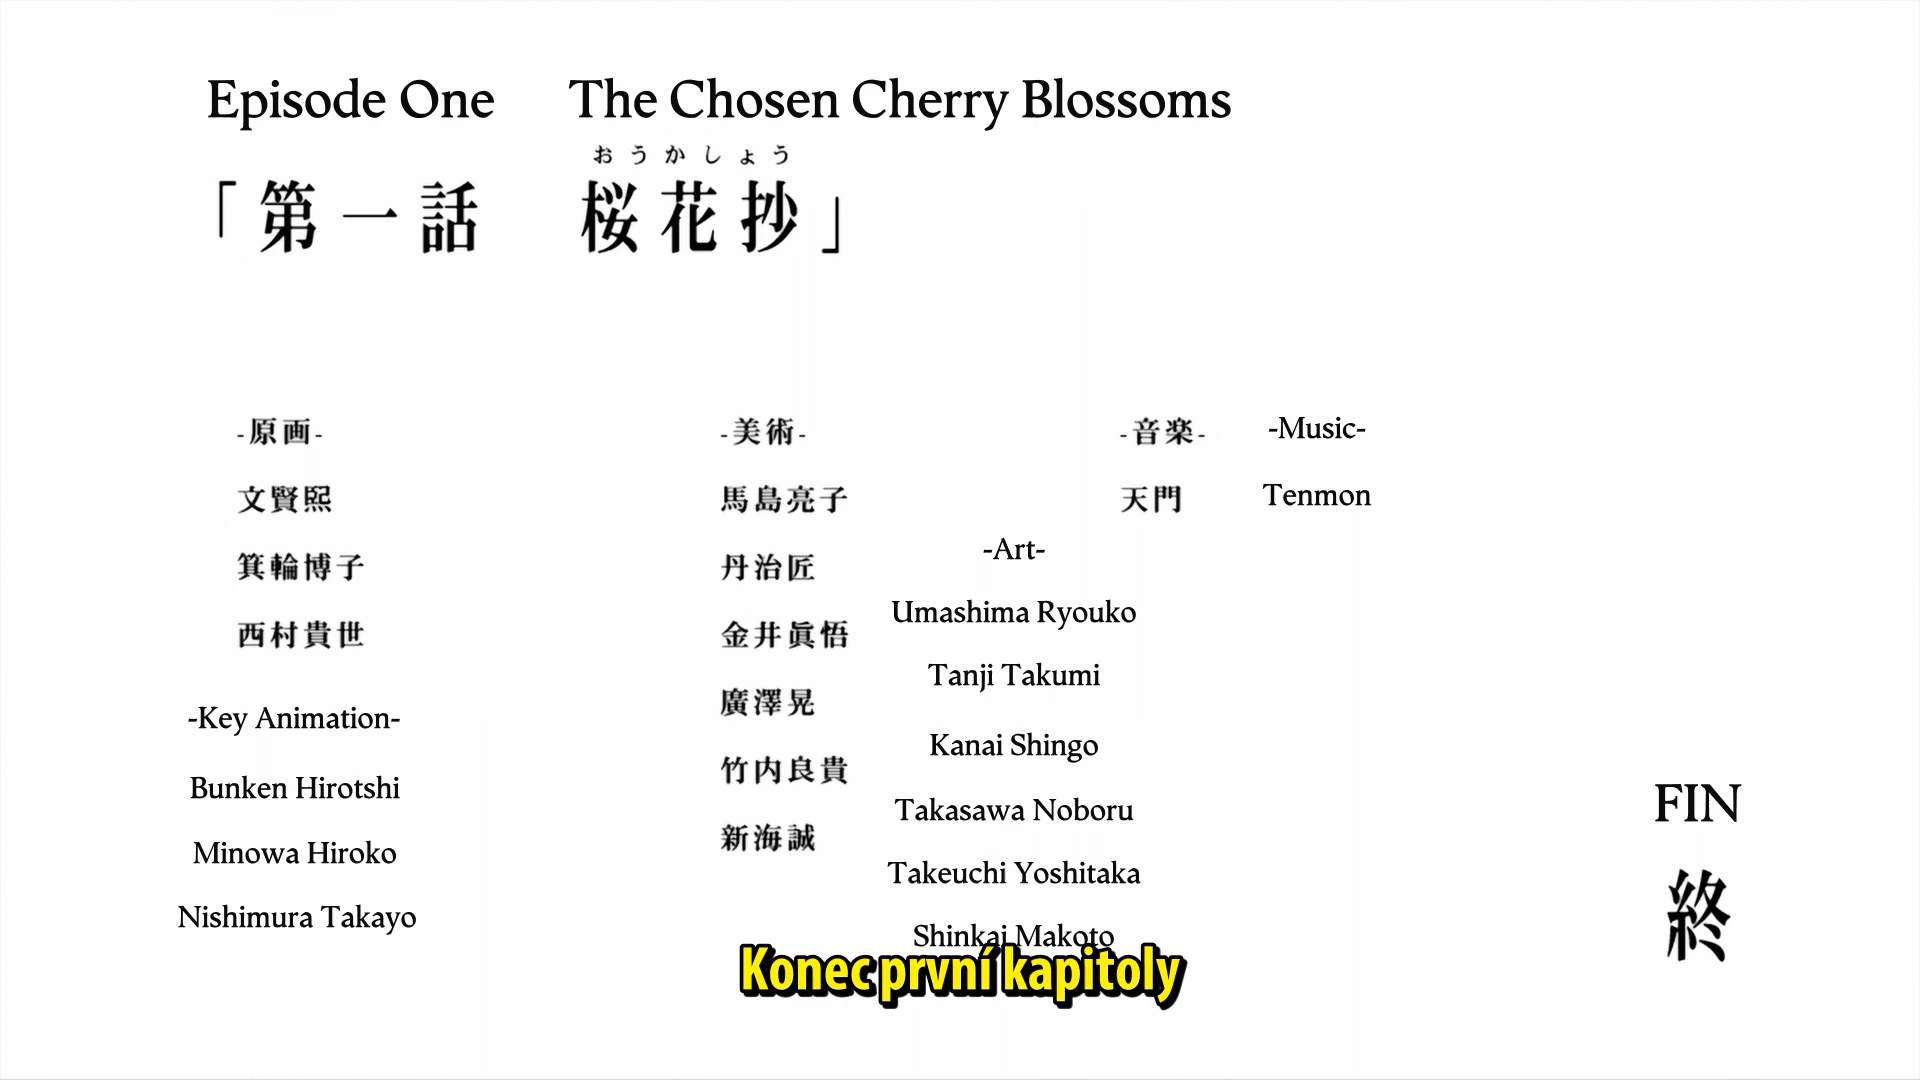 Episode One The Chosen Cherry Blossoms
おうかしょう
「第一話 桜花抄」
-原画-
文賢煕
箕輪博子
西村貴世
-Key Animation-
Bunken Hirotshi
Minowa Hiroko
Nishimura Takayo
-美術-
馬島亮子
丹治匠
金井眞悟
廣澤晃
竹内良貴
新海誠
-Art-
Umashima Ryouko
Tanji Takumi
Kanai Shingo
Takasawa Noboru
Takeuchi Yoshitaka
Shinkai Makoto
-音楽- -Music-
天門 Tenmon
FIN
終
Konec první kapitoly